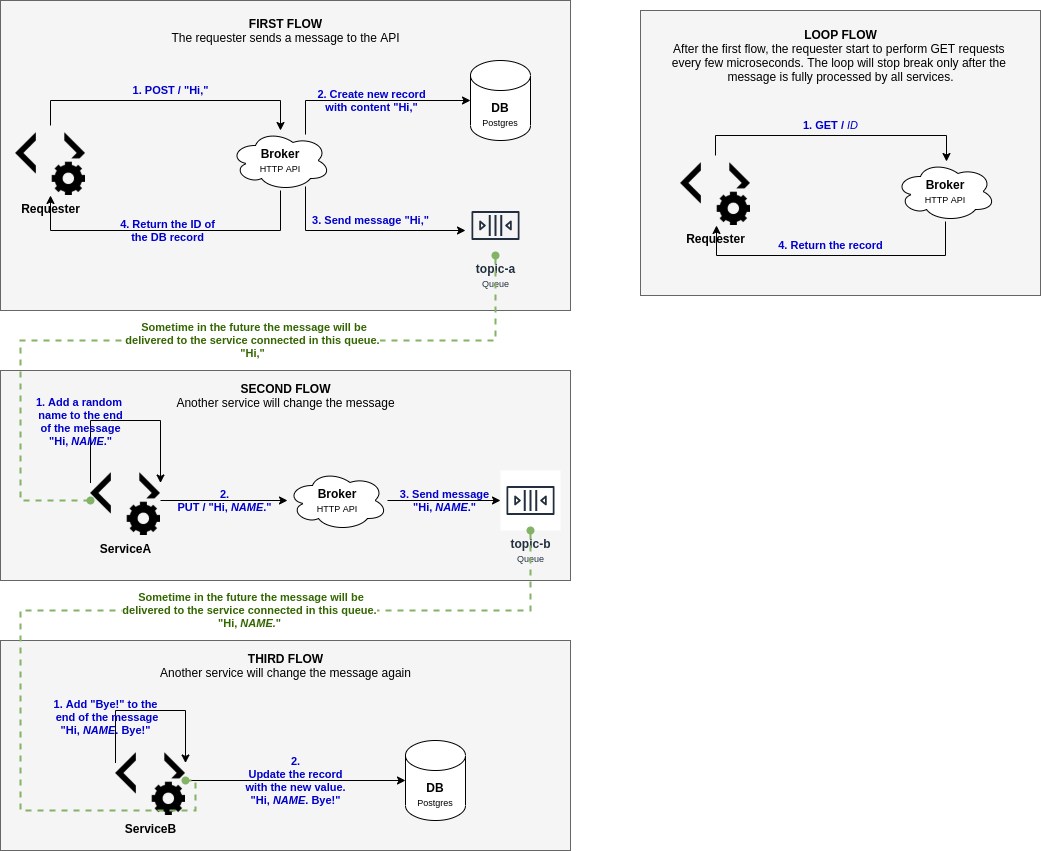 FIRST FLOW
The requester sends a message to the API
1. POST / "Hi,"
2. Create new record
with content "Hi,"
DB
Postgres
Broker
HTTP API
Requester
4. Return the ID of
the DB record
3. Send message "Hi,"
topic-a
Queue
LOOP FLOW
After the first flow, the requester start to perform GET requests
every few microseconds. The loop will stop break only after the
message is fully processed by all services.
1. GET / ID
Broker
HTTP API
Requester
4. Return the record
Sometime in the future the message will be
delivered to the service connected in this queue.
"Hi,"
SECOND FLOW
Another service will change the message
1. Add a random
name to the end
of the message
"Hi, NAME."
2.
PUT / "Hi, NAME."
Broker
HTTP API
3. Send message
"Hi, NAME."
ServiceA
topic-b
Queue
Sometime in the future the message will be
delivered to the service connected in this queue.
"Hi, NAME."
THIRD FLOW
Another service will change the message again
1. Add "Bye!" to the
end of the message
"Hi, NAME. Bye!"
2.
Update the record
with the new value.
"Hi, NAME. Bye!"
DB
Postgres
ServiceB